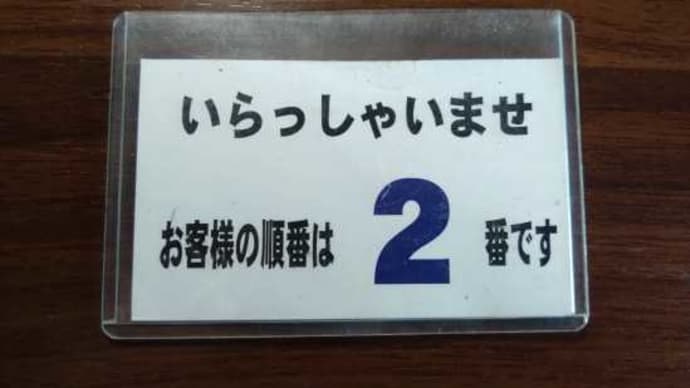 いらっしゃいませ
お客様の順番は 2 番です